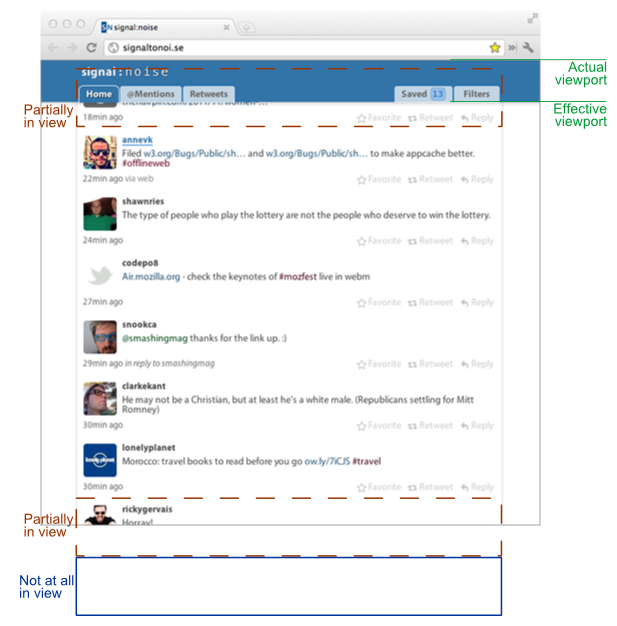 SN signal:noise
signaltonoi.se
signal:noise
Actual
viewport
Home @Mentions Retweets Saved 13 Filters
Partially
in view
Effective
viewport
18min ago Favorite Retweet Reply
annevk
Filed w3.org/Bugs/Public/sh… and w3.org/Bugs/Public/sh… to make appcache better.
#offlineweb
22min ago via web Favorite Retweet Reply
shawnries
The type of people who play the lottery are not the people who deserve to win the lottery.
24min ago Favorite Retweet Reply
codepo8
Air.mozilla.org - check the keynotes of #mozfest live in webm
27min ago Favorite Retweet Reply
snookca
@smashingmag thanks for the link up. :)
29min ago in reply to smashingmag Favorite Retweet Reply
clarkekant
He may not be a Christian, but at least he's a white male. (Republicans settling for Mitt
Romney)
30min ago Favorite Retweet Reply
lonelyplanet
lonely planet
Morocco: travel books to read before you go ow.ly/7iCJS #travel
30min ago Favorite Retweet Reply
Partially
in view
rickygervais
Horray!
Not at all
in view